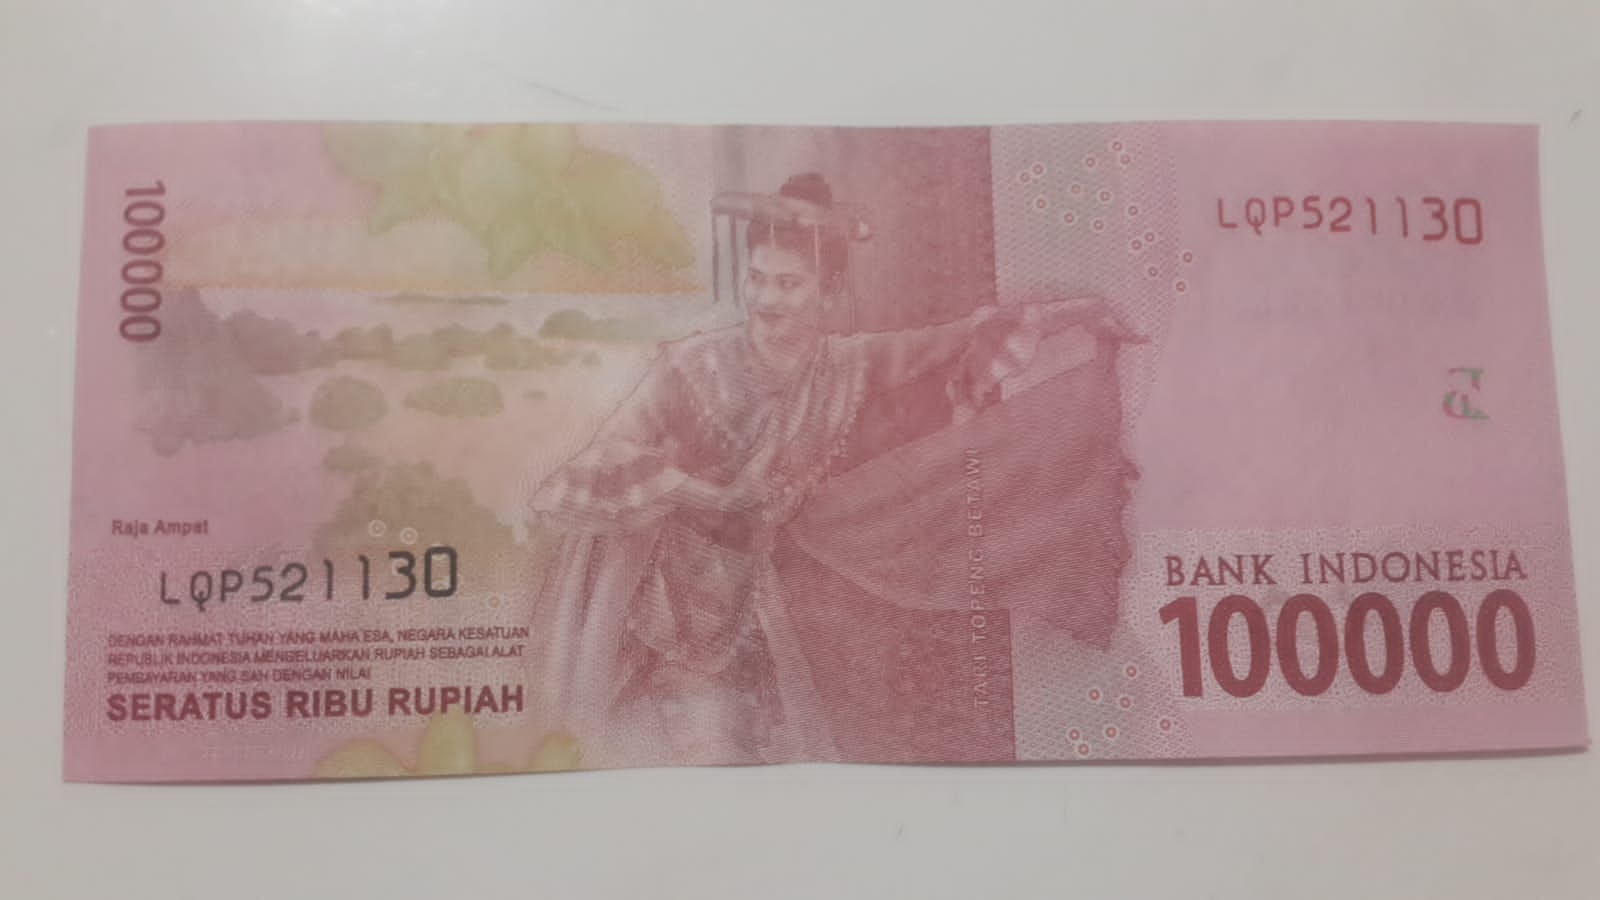 100000
LQP521130
Raja Ampat
LQP521130
DENGAN RAHMAT TUHAN YANG MAHA ESA, NEGARA KESATUAN
REPUBLIK INDONESIA MENGELUARKAN RUPIAH SEBAGAI ALAT
PEMBAYARAN YANG SAH DENGAN NILAI
SERATUS RIBU RUPIAH
TARI TOPENG BETAWI
BANK INDONESIA
100000